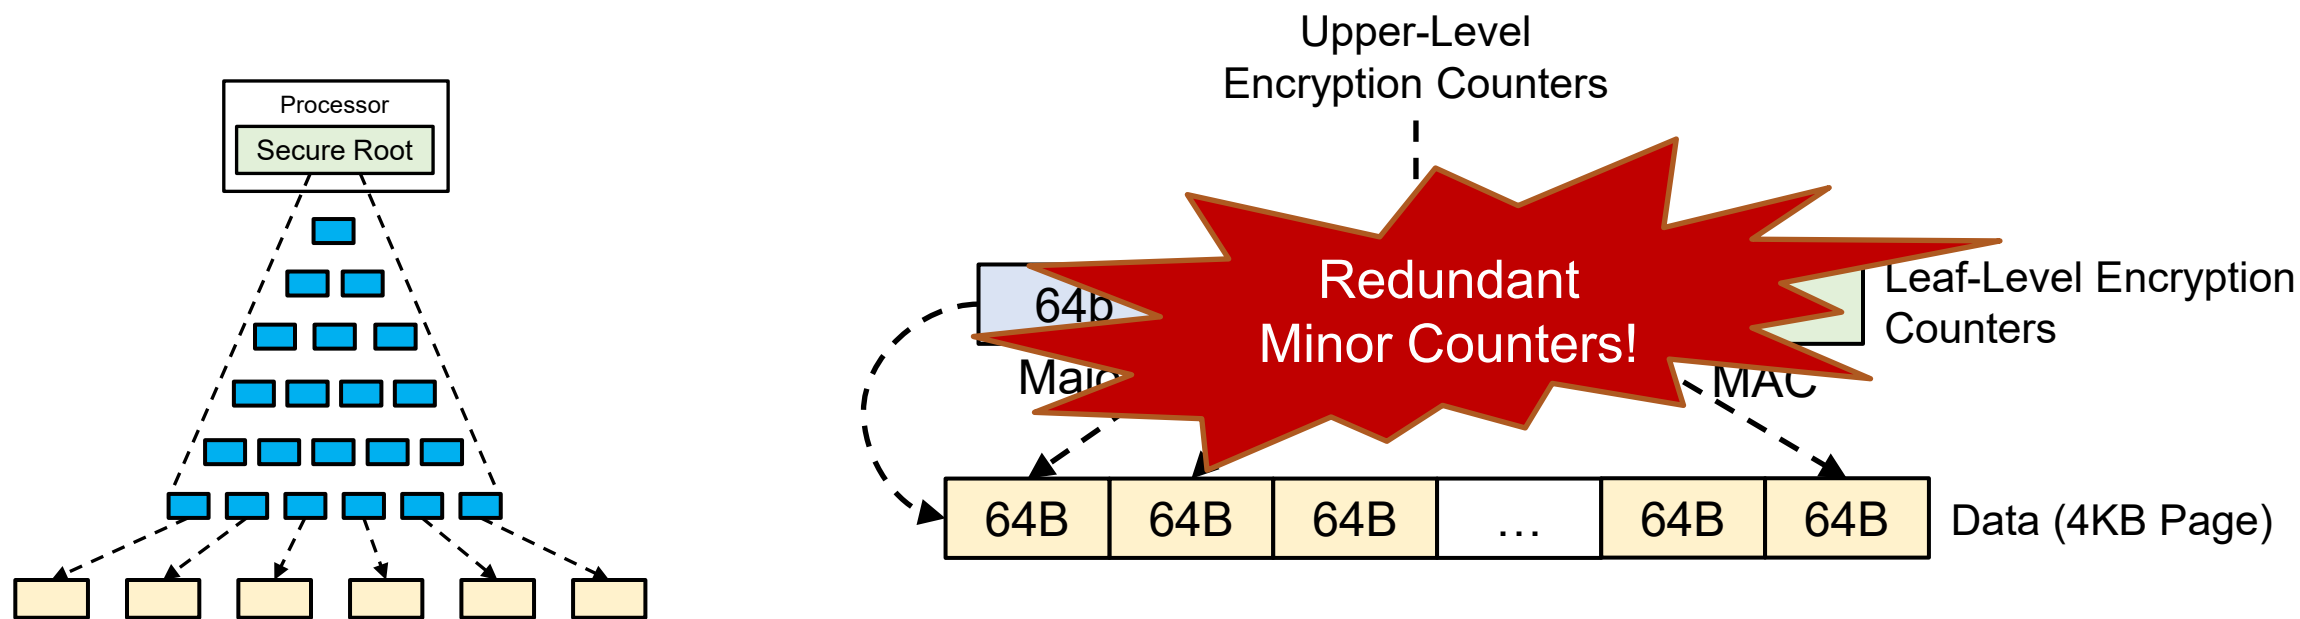 Processor
Secure Root
Upper-Level
Encryption Counters
Redundant
Minor Counters!
64b
MAC
Leaf-Level Encryption
Counters
64B 64B 64B ... 64B 64B
Data (4KB Page)